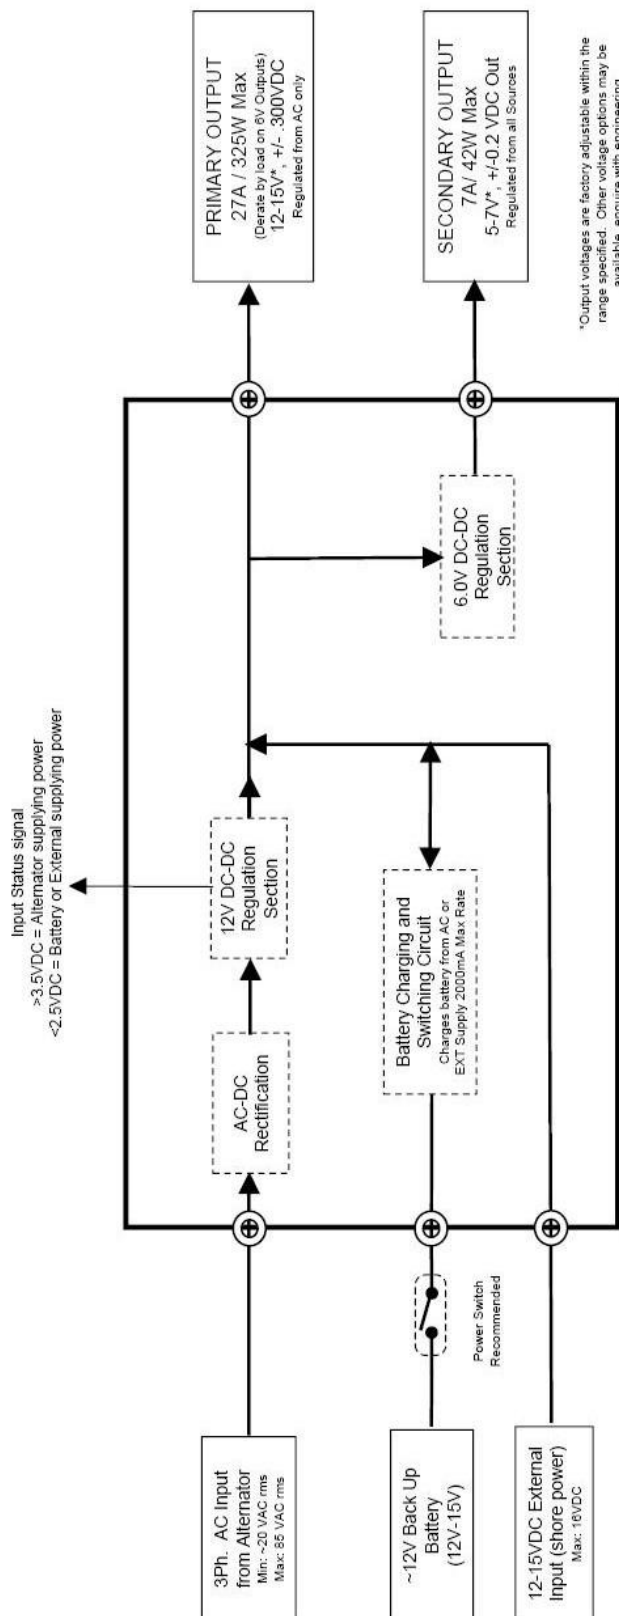 Input Status signal
>3.5VDC = Alternator supplying power
<2.5VDC = Battery or External supplying power
3Ph. AC Input
from Alternator
Min: ~20 VAC rms
Max: 85 VAC rms
AC-DC
Rectification
12V DC-DC
Regulation
Section
PRIMARY OUTPUT
27A / 325W Max
(Derate by load on 6V Outputs)
12-15V*, +/- .300VDC
Regulated from AC only
~12V Back Up
Battery
(12V-15V)
Power Switch
Recommended
Battery Charging and
Switching Circuit
Charges battery from AC or
EXT Supply 2000mA Max Rate
6.0V DC-DC
Regulation
Section
SECONDARY OUTPUT
7A/ 42W Max
5-7V*, +/-0.2 VDC Out
Regulated from all Sources
12-15VDC External
Input (shore power)
Max: 16VDC
*Output voltages are factory adjustable within the
range specified. Other voltage options may be
available, enquire with engineering